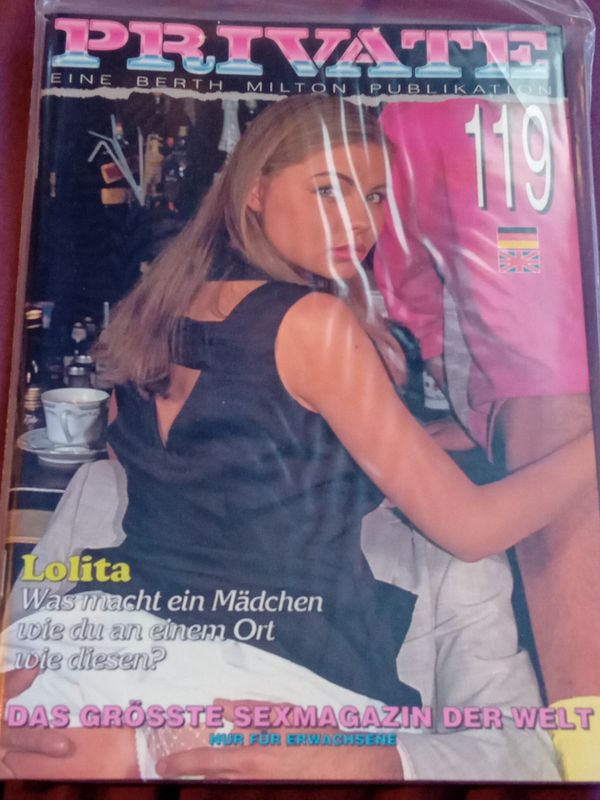 PRIVATE
EINE BERTH MILTON PUBLIKATION
119
Lolita
Was macht ein Mädchen
wie du an einem Ort
wie diesen?
DAS GRÖSSTE SEXMAGAZIN DER WELT
NUR FÜR ERWACHSENE